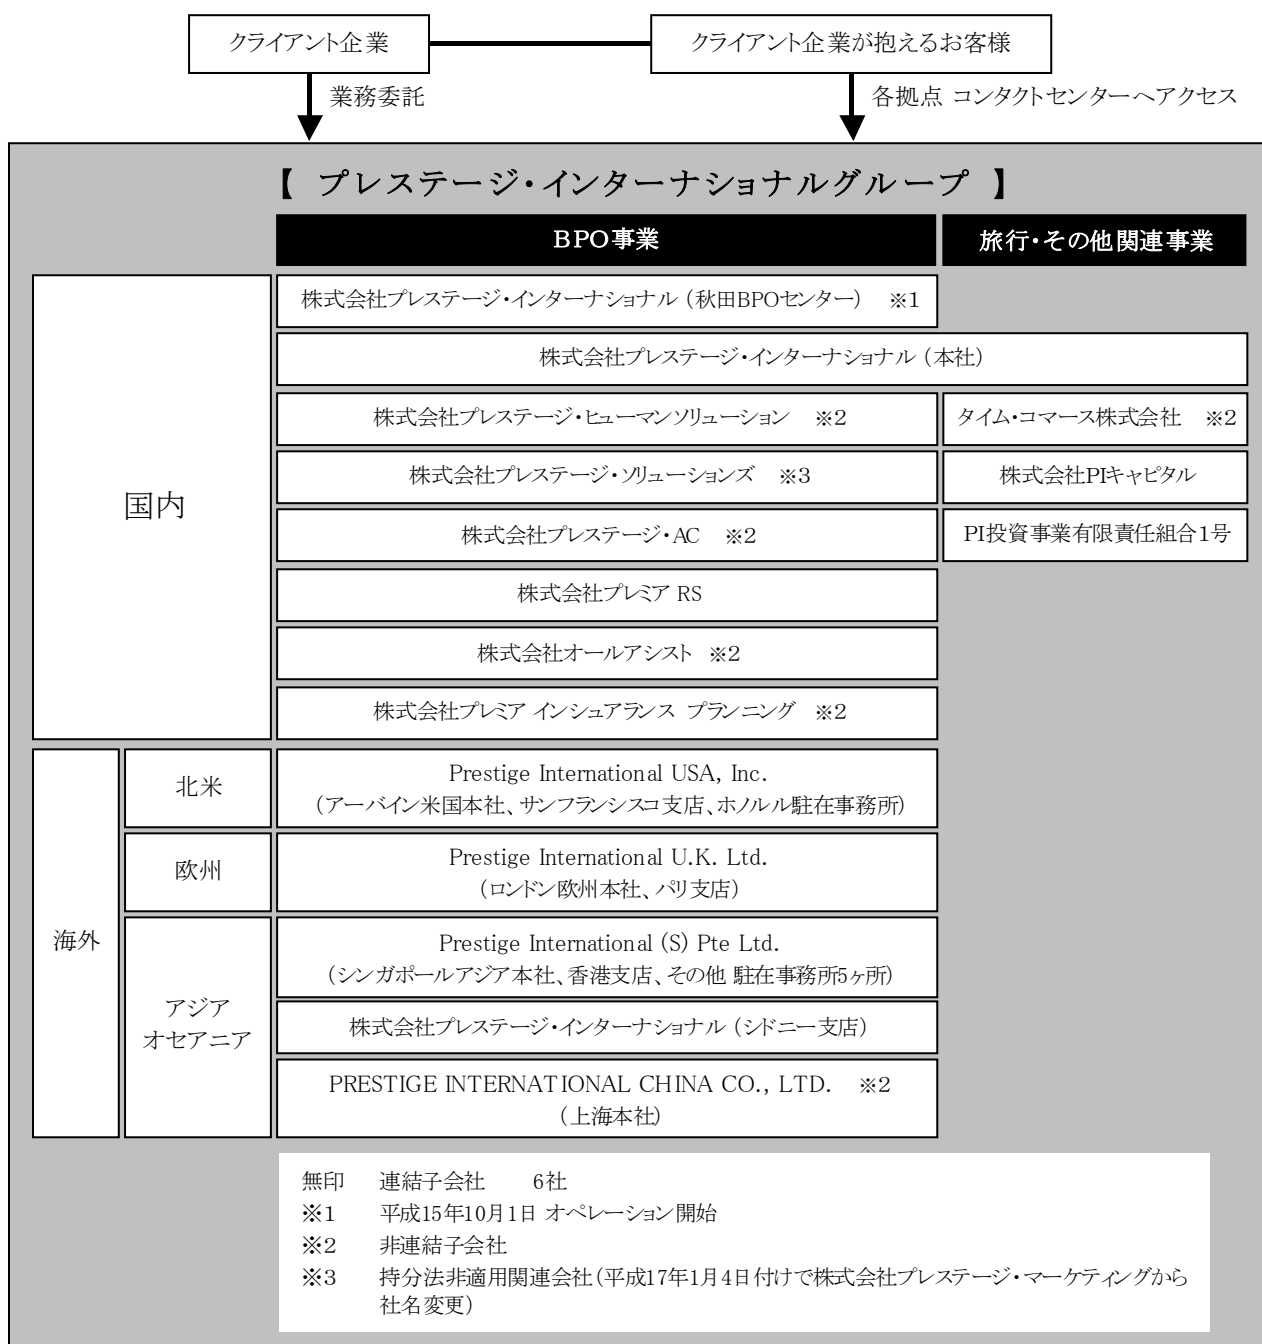 クライアント企業
クライアント企業が抱えるお客様
業務委託
各拠点 コンタクトセンターへアクセス
【 プレステージ・インターナショナルグループ 】
BPO事業
旅行・その他関連事業
国内
株式会社プレステージ・インターナショナル（秋田BPOセンター） ※1
株式会社プレステージ・インターナショナル（本社）
株式会社プレステージ・ヒューマンソリューション ※2
タイム・コマース株式会社 ※2
株式会社プレステージ・ソリューションズ ※3
株式会社PIキャピタル
株式会社プレステージ・AC ※2
PI投資事業有限責任組合1号
株式会社プレミア RS
株式会社オールアシスト ※2
株式会社プレミア インシュアランス プランニング ※2
海外
北米
Prestige International USA, Inc.
（アーバイン米国本社、サンフランシスコ支店、ホノルル駐在事務所）
欧州
Prestige International U.K. Ltd.
（ロンドン欧州本社、パリ支店）
アジア
オセアニア
Prestige International (S) Pte Ltd.
（シンガポールアジア本社、香港支店、その他 駐在事務所5ヶ所）
株式会社プレステージ・インターナショナル（シドニー支店）
PRESTIGE INTERNATIONAL CHINA CO., LTD. ※2
（上海本社）
無印 連結子会社 6社
※1 平成15年10月1日 オペレーション開始
※2 非連結子会社
※3 持分法非適用関連会社（平成17年1月4日付けで株式会社プレステージ・マーケティングから
社名変更）